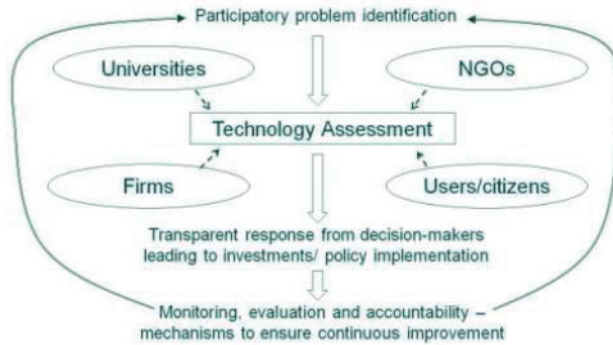 Participatory problem identification
Universities
NGOs
Technology Assessment
Firms
Users/citizens
Transparent response from decision-makers
leading to investments/ policy implementation
Monitoring, evaluation and accountability –
mechanisms to ensure continuous improvement